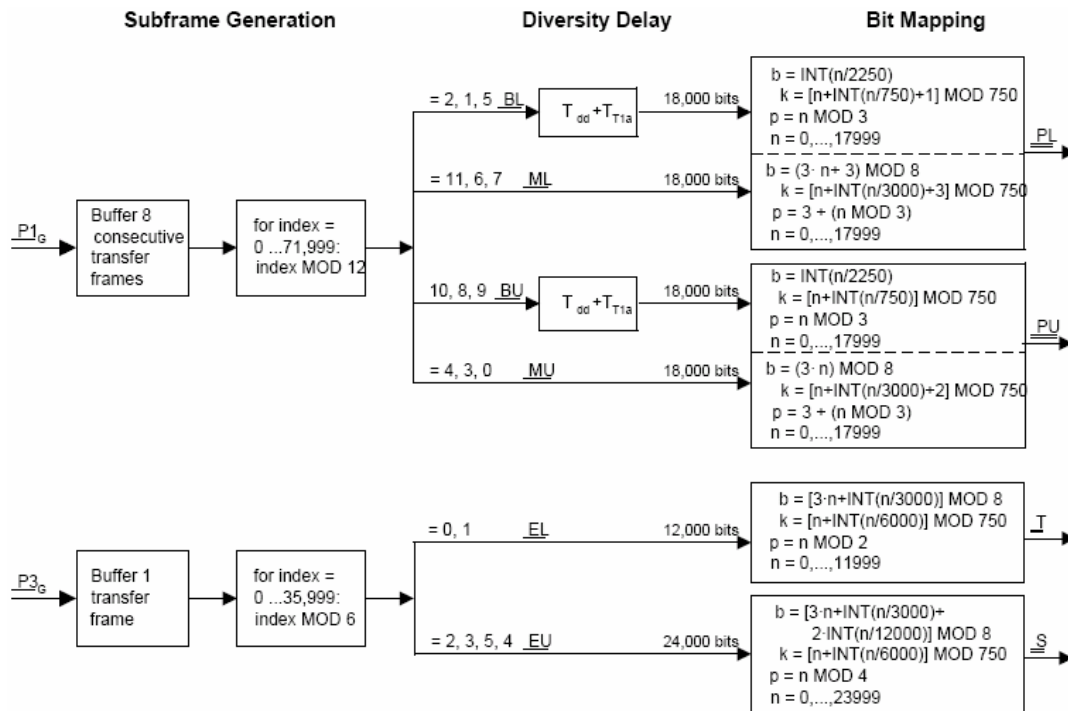 Subframe Generation
Diversity Delay
Bit Mapping
P1G
Buffer 8
consecutive
transfer
frames
for index =
0 ...71,999:
index MOD 12
= 2, 1, 5 BL
Tdd +TT1a
18,000 bits
b = INT(n/2250)
k = [n+INT(n/750)+1] MOD 750
p = n MOD 3
n = 0,...,17999
PL
= 11, 6, 7 ML
18,000 bits
b = (3· n+ 3) MOD 8
k = [n+INT(n/3000)+3] MOD 750
p = 3 + (n MOD 3)
n = 0,...,17999
10, 8, 9 BU
Tdd +TT1a
18,000 bits
b = INT(n/2250)
k = [n+INT(n/750)] MOD 750
p = n MOD 3
n = 0,...,17999
PU
= 4, 3, 0 MU
18,000 bits
b = (3· n) MOD 8
k = [n+INT(n/3000)+2] MOD 750
p = 3 + (n MOD 3)
n = 0,...,17999
P3G
Buffer 1
transfer
frame
for index =
0 ...35,999:
index MOD 6
= 0, 1 EL
12,000 bits
b = [3·n+INT(n/3000)] MOD 8
k = [n+INT(n/6000)] MOD 750
p = n MOD 2
n = 0,...,11999
T
= 2, 3, 5, 4 EU
24,000 bits
b = [3·n+INT(n/3000)+
2·INT(n/12000)] MOD 8
k = [n+INT(n/6000)] MOD 750
p = n MOD 4
n = 0,...,23999
S